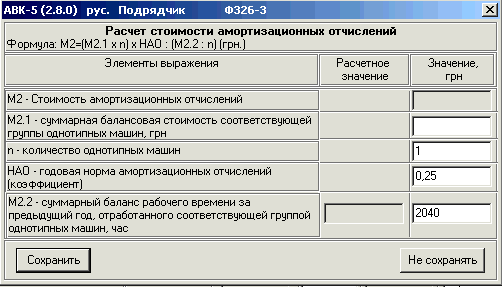 АВК-5 (2.8.0) рус. Подрядчик Ф326-3
Расчет стоимости амортизационных отчислений
Формула: М2=(М2.1 x n) x НАО : (М2.2 : n) (грн.)
Элементы выражения
Расчетное
значение
Значение,
грн
М2 - Стоимость амортизационных отчислений
М2.1 - суммарная балансовая стоимость соответствующей
группы однотипных машин, грн
n - количество однотипных машин
1
НАО - годовая норма амортизационных отчислений
(коэффициент)
0,25
М2.2 - суммарный баланс рабочего времени за
предыдущий год, отработанного соответствующей группой
однотипных машин, час
2040
Сохранить
Не сохранять